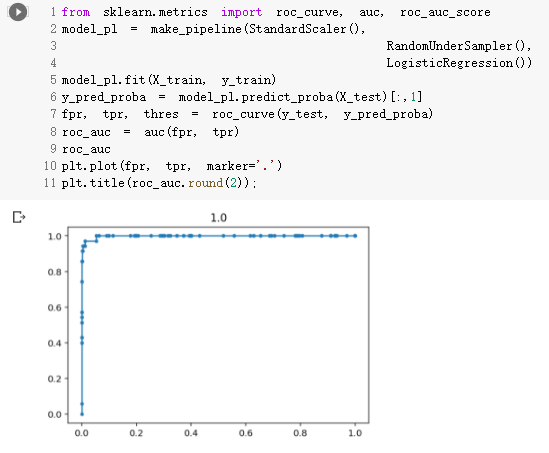 1 from sklearn.metrics import roc_curve, auc, roc_auc_score
2 model_pl = make_pipeline(StandardScaler(),
3 RandomUnderSampler(),
4 LogisticRegression())
5 model_pl.fit(X_train, y_train)
6 y_pred_proba = model_pl.predict_proba(X_test)[:,1]
7 fpr, tpr, thres = roc_curve(y_test, y_pred_proba)
8 roc_auc = auc(fpr, tpr)
9 roc_auc
10 plt.plot(fpr, tpr, marker='.')
11 plt.title(roc_auc.round(2));
1.0
1.0
0.8
0.6
0.4
0.2
0.0
0.0 0.2 0.4 0.6 0.8 1.0